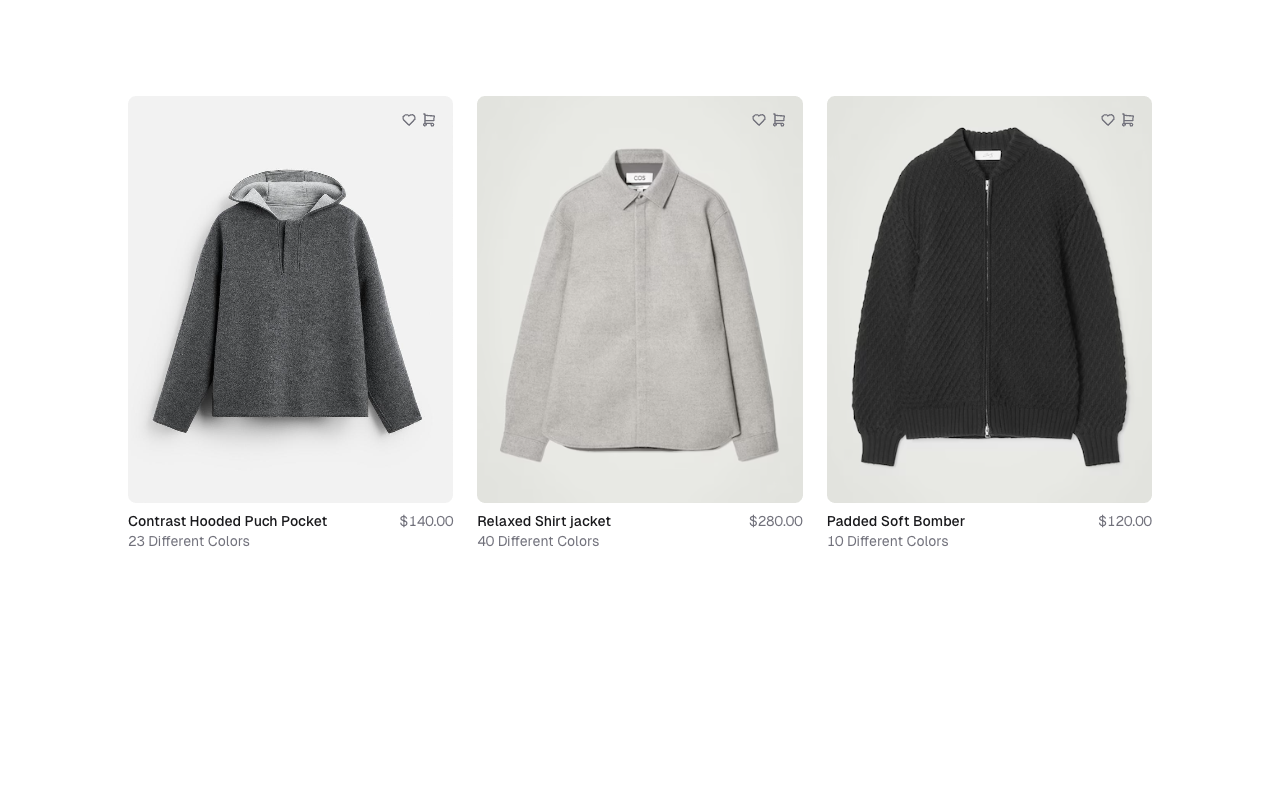 COS
Contrast Hooded Puch Pocket
$140.00
23 Different Colors
Relaxed Shirt jacket
$280.00
40 Different Colors
Padded Soft Bomber
$120.00
10 Different Colors